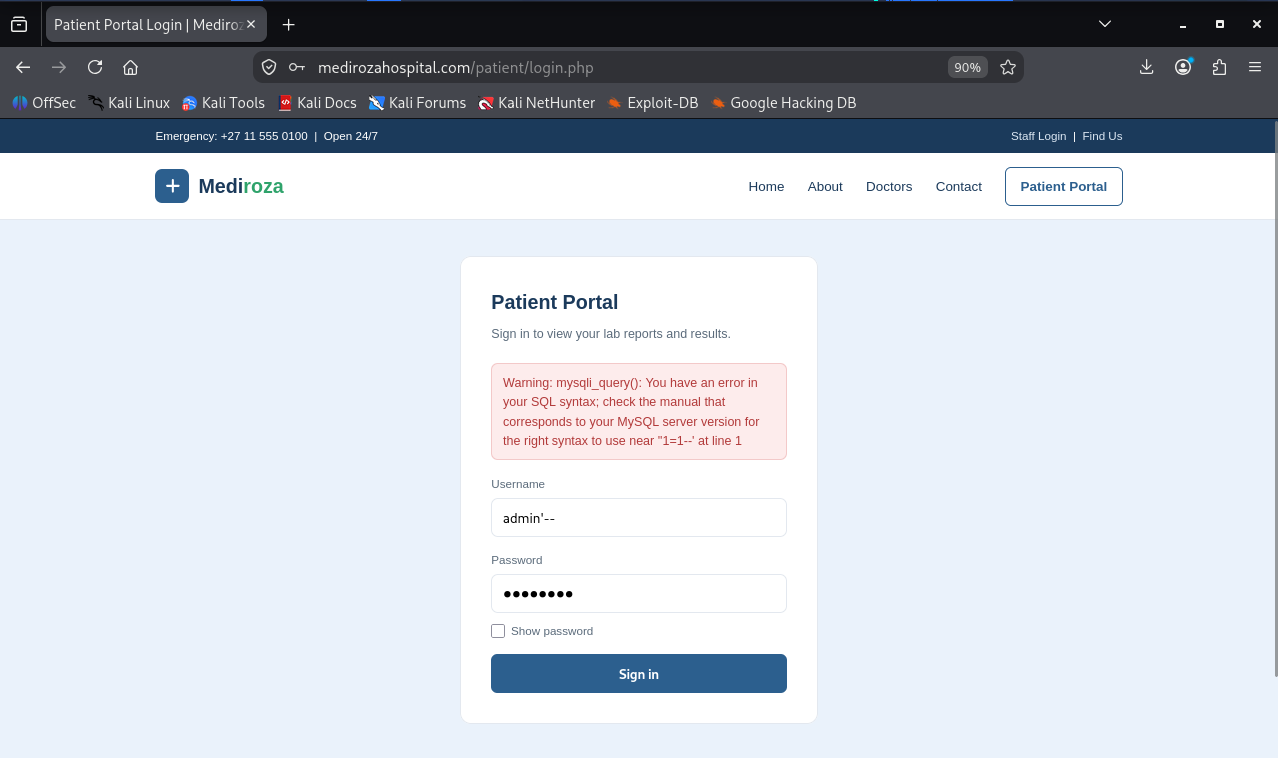 Patient Portal Login | Mediroz
medirozahospital.com/patient/login.php
90%
OffSec
Kali Linux
Kali Tools
Kali Docs
Kali Forums
Kali NetHunter
Exploit-DB
Google Hacking DB
Emergency: +27 11 555 0100 | Open 24/7
Staff Login | Find Us
Mediroza
Home
About
Doctors
Contact
Patient Portal
Patient Portal
Sign in to view your lab reports and results.
Warning: mysqli_query(): You have an error in
your SQL syntax; check the manual that
corresponds to your MySQL server version for
the right syntax to use near "1=1--' at line 1
Username
admin'--
Password
Show password
Sign in